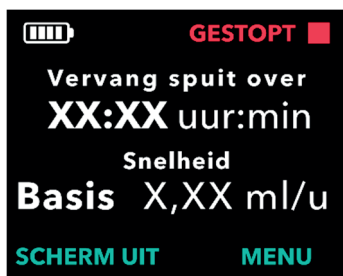 GESTOPT
Vervang spuit over
XX:XX uur:min
Snelheid
Basis X,XX ml/u
SCHERM UIT MENU